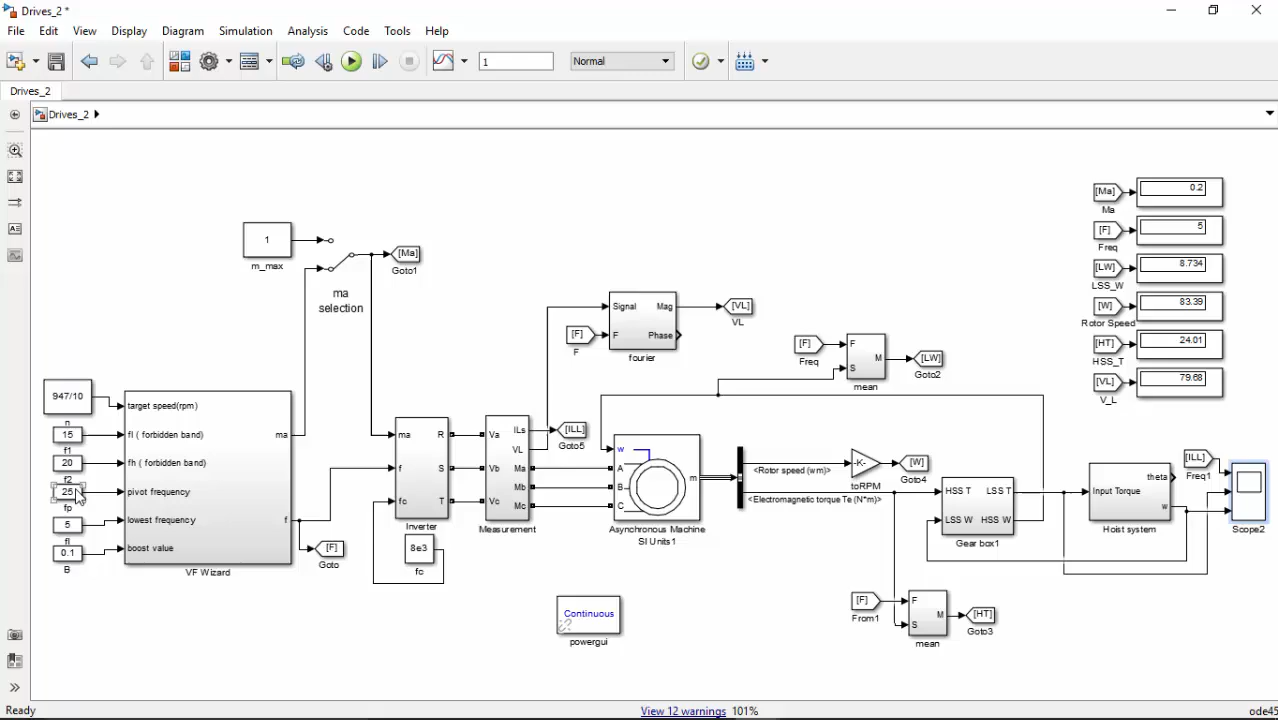 Drives_2 *
File Edit View Display Diagram Simulation Analysis Code Tools Help
1
Normal
Drives_2
Drives_2
[Ma]
0.2
Ma
[F]
5
Freq
[LW]
8.734
LSS_W
[W]
83.39
Rotor Speed
[HT]
24.01
HSS_T
[VL]
79.68
V_L
1
m_max
[Ma]
Goto1
ma
selection
Signal Mag
[VL]
VL
[F]
F
F Phase
fourier
[F]
Freq
F
M
S
mean
[LW]
Goto2
947/10
n
target speed(rpm)
15
f1
fl ( forbidden band)
ma
20
f2
fh ( forbidden band)
25
fp
pivot frequency
5
fl
lowest frequency
f
0.1
B
boost value
VF Wizard
[F]
Goto
ma R
f S
fc T
Inverter
8e3
fc
Va ILs
VL
Vb Ma
Mb
Vc Mc
Measurement
[ILL]
Goto5
w
A
B
C
m
Asynchronous Machine
SI Units1
<Rotor speed (wm)>
<Electromagnetic torque Te (N*m)>
-K-
toRPM
[W]
Goto4
HSS T LSS T
LSS W HSS W
Gear box1
Input Torque theta
w
Hoist system
[ILL]
Freq1
Scope2
Continuous
powergui
[F]
From1
F
M
S
mean
[HT]
Goto3
Ready
View 12 warnings 101%
ode45